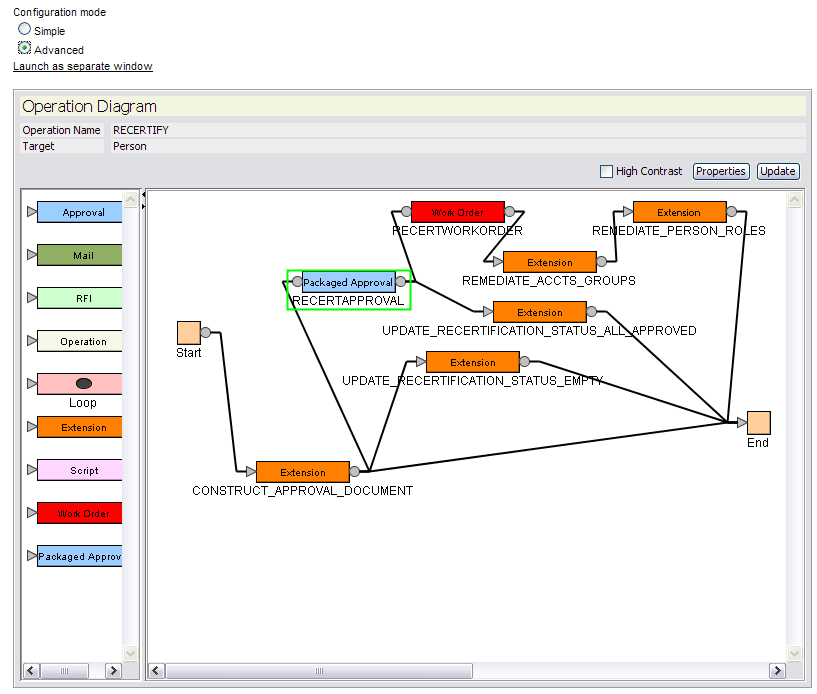 Configuration mode
Simple
Advanced
Launch as separate window
Operation Diagram
Operation Name RECERTIFY
Target Person
High Contrast Properties Update
Approval
Mail
RFI
Operation
Loop
Extension
Script
Work Order
Packaged Approv
Work Order
RECERTWORKORDER
Extension
REMEDIATE_PERSON_ROLES
Extension
REMEDIATE_ACCTS_GROUPS
Packaged Approval
RECERTAPPROVAL
Extension
UPDATE_RECERTIFICATION_STATUS_ALL_APPROVED
Start
Extension
UPDATE_RECERTIFICATION_STATUS_EMPTY
End
Extension
CONSTRUCT_APPROVAL_DOCUMENT